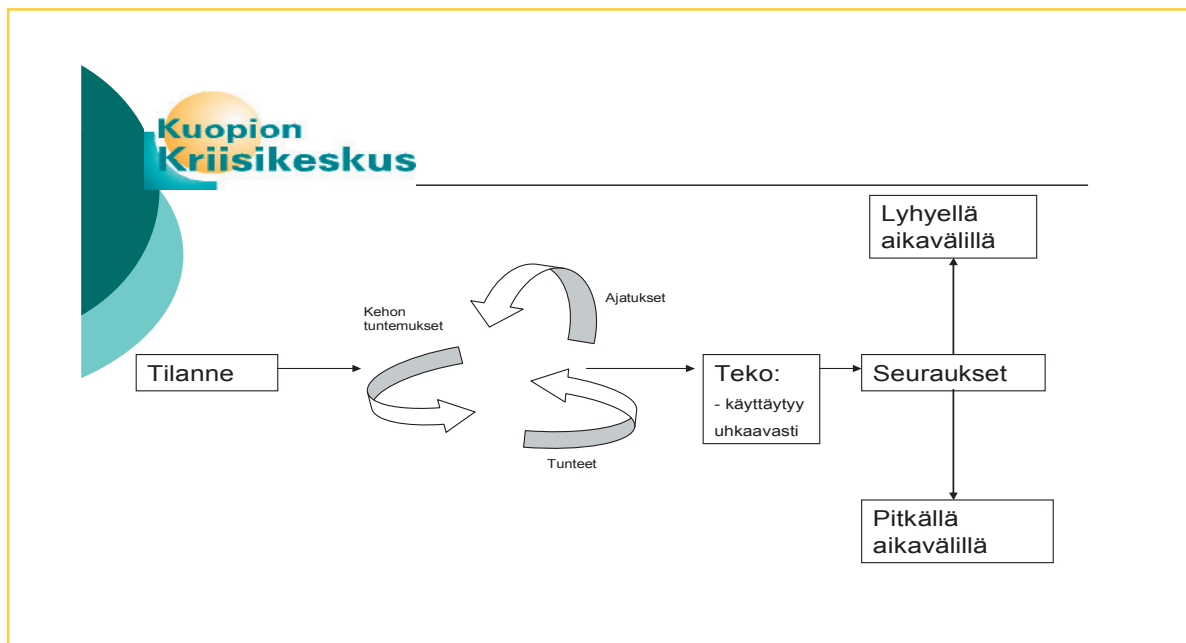 Kuopion
Kriisikeskus
Lyhyellä
aikavälillä
Ajatukset
Kehon
tuntemukset
Tilanne
Teko:
- käyttäytyy
uhkaavasti
Seuraukset
Tunteet
Pitkällä
aikavälillä